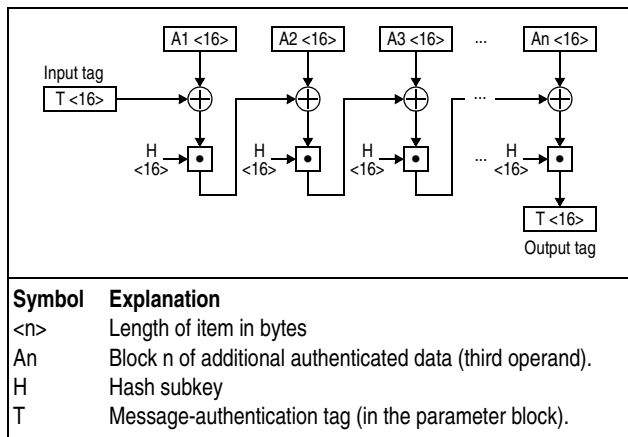 A1 <16> A2 <16> A3 <16> ... An <16>
Input tag
T <16>
...
H <16> H <16> H <16> ... H <16>
T <16>
Output tag
Symbol Explanation
<n> Length of item in bytes
An Block n of additional authenticated data (third operand).
H Hash subkey
T Message-authentication tag (in the parameter block).